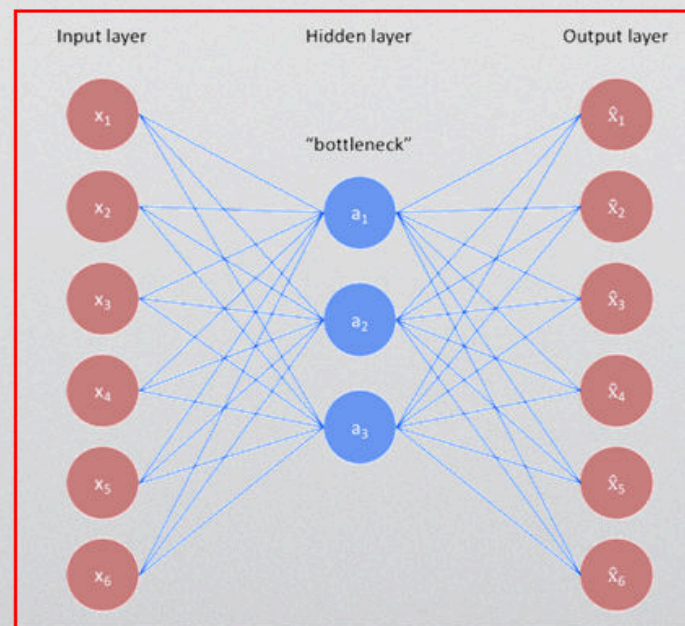 Input layer
Hidden layer
Output layer
"bottleneck"
x₁
x₂
x₃
x₄
x₅
x₆
a₁
a₂
a₃
x̂₁
x̂₂
x̂₃
x̂₄
x̂₅
x̂₆